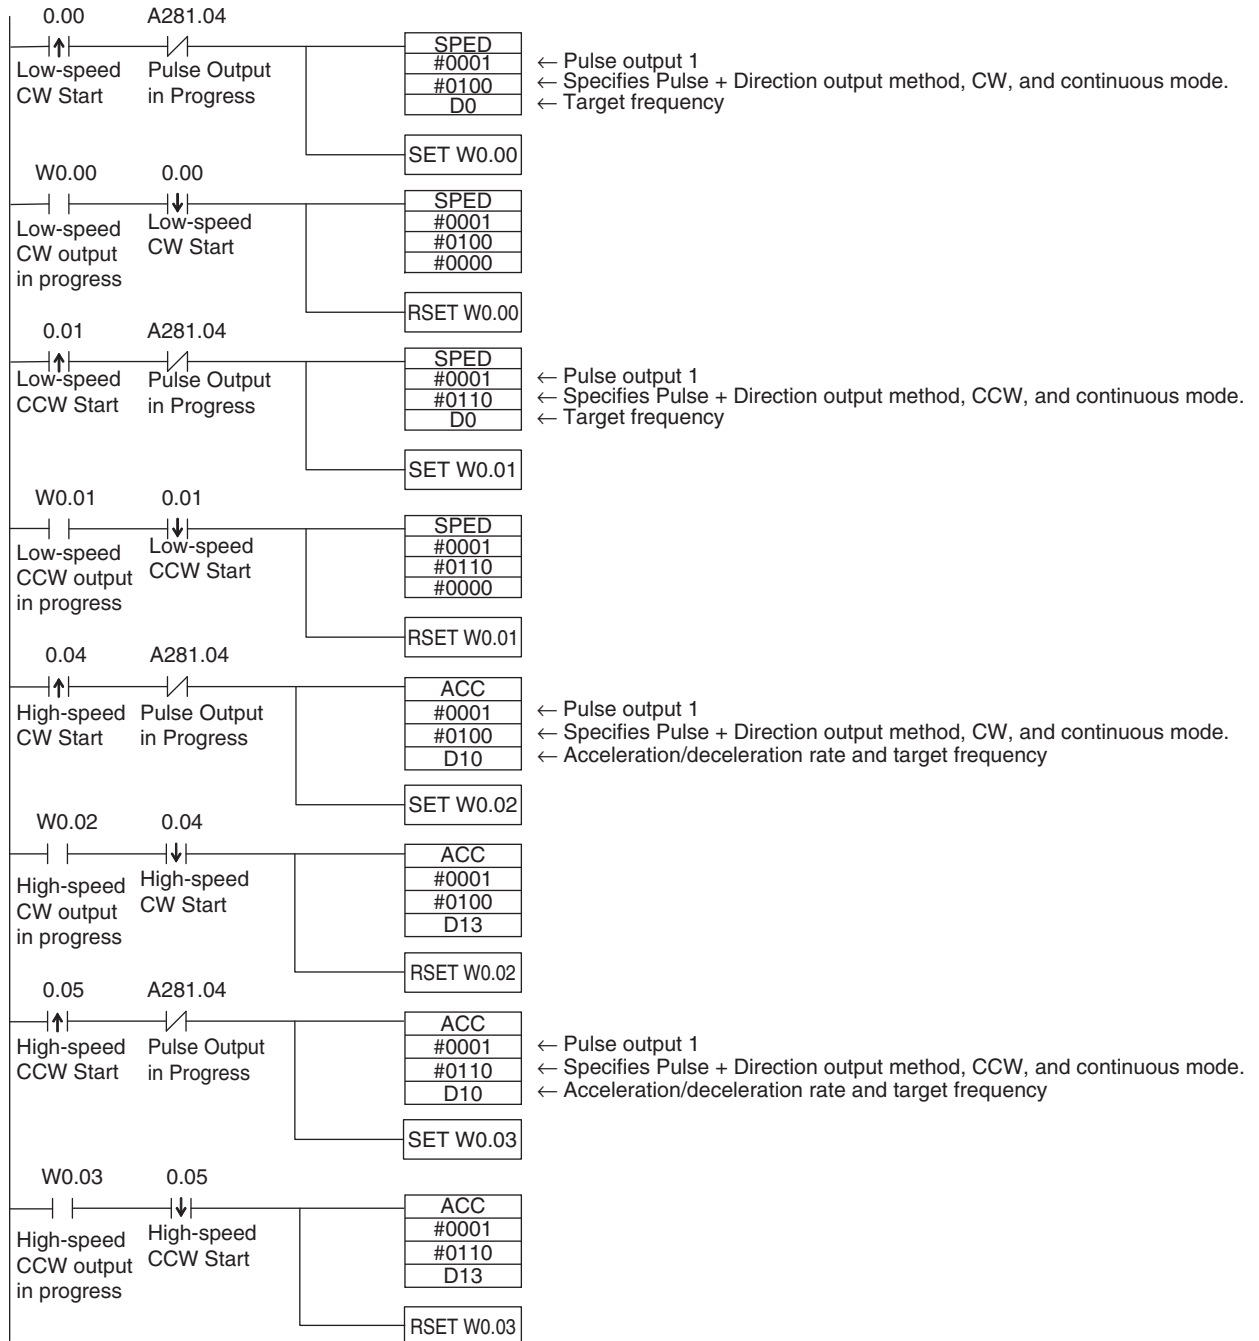 0.00 A281.04
Low-speed CW Start
Pulse Output in Progress
SPED
#0001 ← Pulse output 1
#0100 ← Specifies Pulse + Direction output method, CW, and continuous mode.
D0 ← Target frequency
SET W0.00
W0.00 0.00
Low-speed CW output in progress
Low-speed CW Start
SPED
#0001
#0100
#0000
RSET W0.00
0.01 A281.04
Low-speed CCW Start
Pulse Output in Progress
SPED
#0001 ← Pulse output 1
#0110 ← Specifies Pulse + Direction output method, CCW, and continuous mode.
D0 ← Target frequency
SET W0.01
W0.01 0.01
Low-speed CCW output in progress
Low-speed CCW Start
SPED
#0001
#0110
#0000
RSET W0.01
0.04 A281.04
High-speed CW Start
Pulse Output in Progress
ACC
#0001 ← Pulse output 1
#0100 ← Specifies Pulse + Direction output method, CW, and continuous mode.
D10 ← Acceleration/deceleration rate and target frequency
SET W0.02
W0.02 0.04
High-speed CW output in progress
High-speed CW Start
ACC
#0001
#0100
D13
RSET W0.02
0.05 A281.04
High-speed CCW Start
Pulse Output in Progress
ACC
#0001 ← Pulse output 1
#0110 ← Specifies Pulse + Direction output method, CCW, and continuous mode.
D10 ← Acceleration/deceleration rate and target frequency
SET W0.03
W0.03 0.05
High-speed CCW output in progress
High-speed CCW Start
ACC
#0001
#0110
D13
RSET W0.03